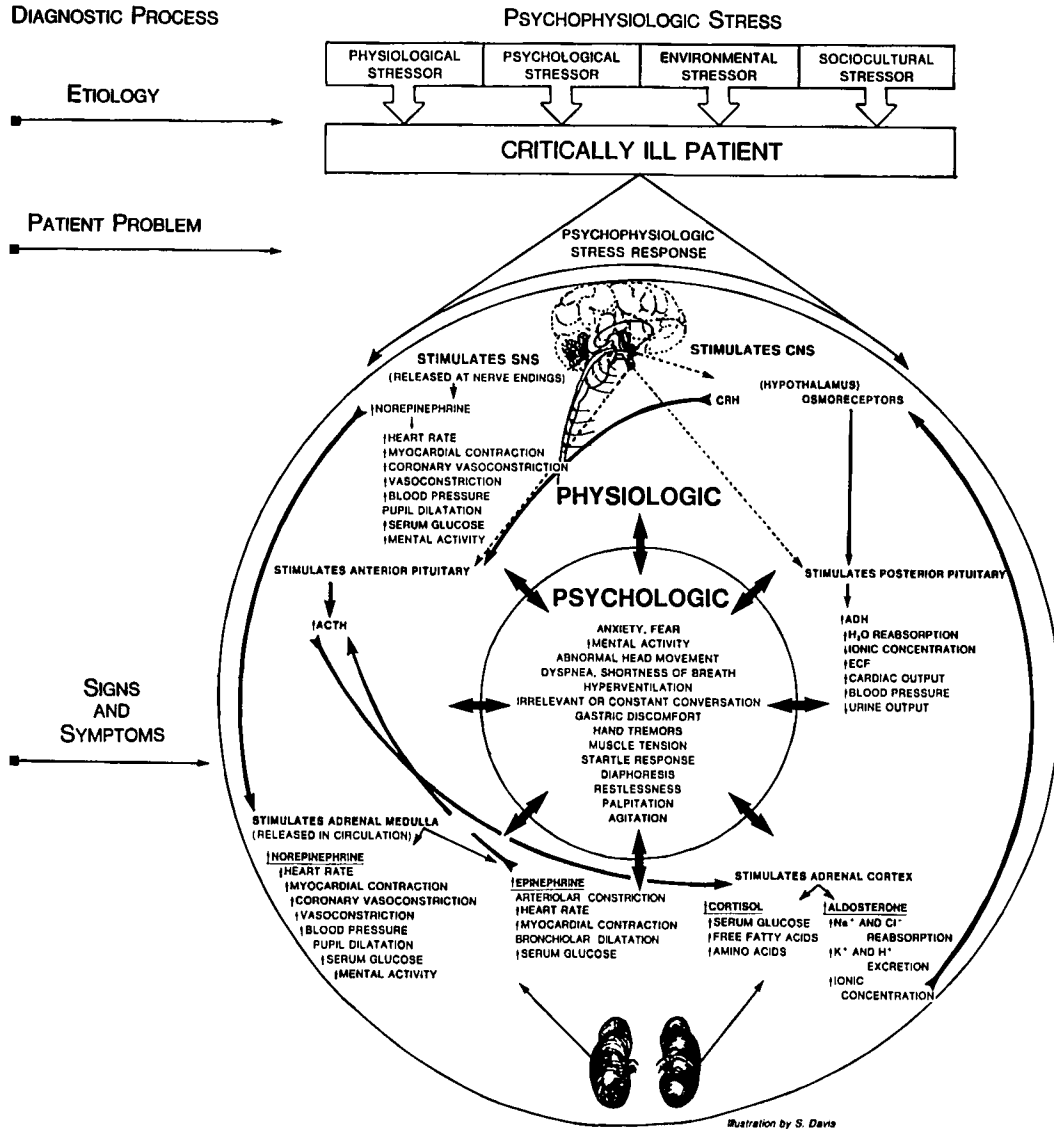 DIAGNOSTIC PROCESS
PSYCHOPHYSIOLOGIC STRESS
PHYSIOLOGICAL
STRESSOR
PSYCHOLOGICAL
STRESSOR
ENVIRONMENTAL
STRESSOR
SOCIOCULTURAL
STRESSOR
ETIOLOGY
CRITICALLY ILL PATIENT
PATIENT PROBLEM
PSYCHOPHYSIOLOGIC
STRESS RESPONSE
STIMULATES SNS
(RELEASED AT NERVE ENDINGS)
↑NOREPINEPHRINE
↑HEART RATE
↑MYOCARDIAL CONTRACTION
↑CORONARY VASOCONSTRICTION
↑VASOCONSTRICTION
↑BLOOD PRESSURE
PUPIL DILATATION
↑SERUM GLUCOSE
↑MENTAL ACTIVITY
STIMULATES CNS
(HYPOTHALAMUS)
OSMORECEPTORS
CRH
PHYSIOLOGIC
STIMULATES ANTERIOR PITUITARY
↑ACTH
STIMULATES POSTERIOR PITUITARY
↑ADH
↑H₂O REABSORPTION
↓IONIC CONCENTRATION
↑ECF
↑CARDIAC OUTPUT
↑BLOOD PRESSURE
↓URINE OUTPUT
PSYCHOLOGIC
ANXIETY, FEAR
↑MENTAL ACTIVITY
ABNORMAL HEAD MOVEMENT
DYSPNEA, SHORTNESS OF BREATH
HYPERVENTILATION
IRRELEVANT OR CONSTANT CONVERSATION
GASTRIC DISCOMFORT
HAND TREMORS
MUSCLE TENSION
STARTLE RESPONSE
DIAPHORESIS
RESTLESSNESS
PALPITATION
AGITATION
SIGNS
AND
SYMPTOMS
STIMULATES ADRENAL MEDULLA
(RELEASED IN CIRCULATION)
↑NOREPINEPHRINE
↑HEART RATE
↑MYOCARDIAL CONTRACTION
↑CORONARY VASOCONSTRICTION
↑VASOCONSTRICTION
↑BLOOD PRESSURE
PUPIL DILATATION
↑SERUM GLUCOSE
↑MENTAL ACTIVITY
↑EPINEPHRINE
ARTERIOLAR CONSTRICTION
↑HEART RATE
↑MYOCARDIAL CONTRACTION
BRONCHIOLAR DILATATION
↑SERUM GLUCOSE
STIMULATES ADRENAL CORTEX
↑CORTISOL
↑SERUM GLUCOSE
↑FREE FATTY ACIDS
↑AMINO ACIDS
↑ALDOSTERONE
↑Na⁺ AND Cl⁻
REABSORPTION
↑K⁺ AND H⁺
EXCRETION
↑IONIC
CONCENTRATION
Illustration by S. Davis